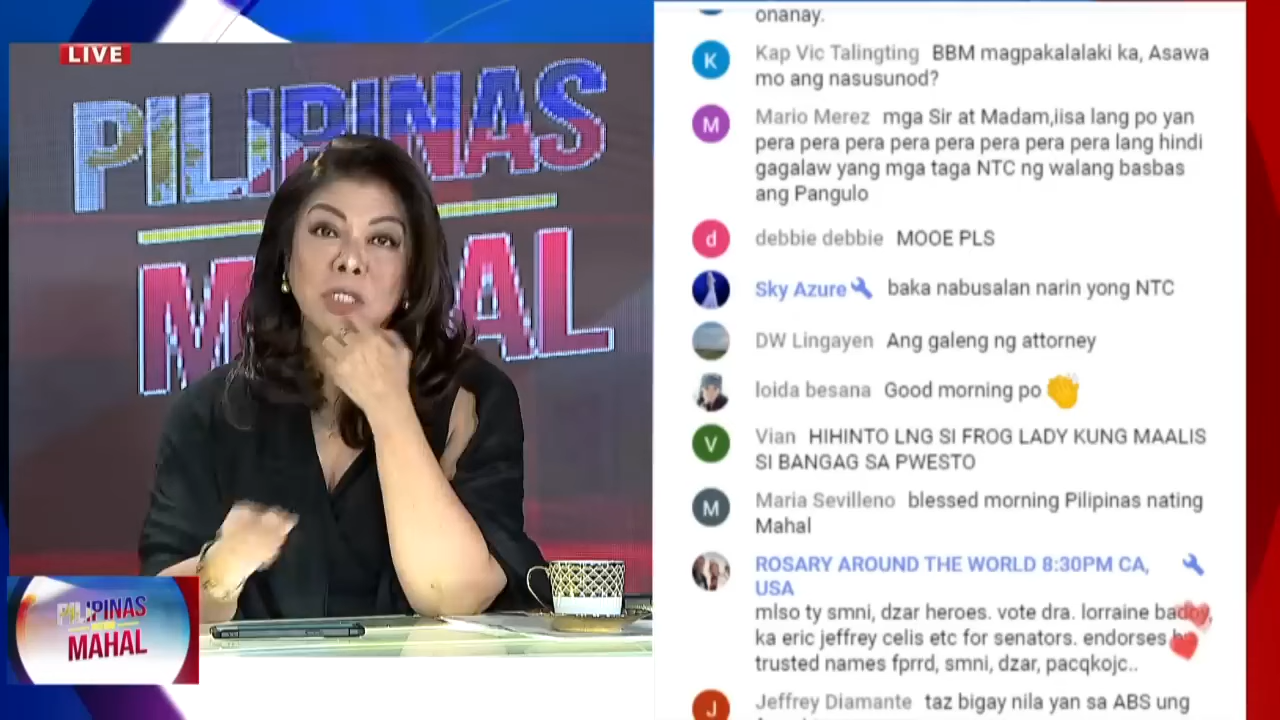 LIVE
PILIPINAS
MAHAL
PILIPINAS
MAHAL
onanay.
K
Kap Vic Talingting BBM magpakalalaki ka, Asawa
mo ang nasusunod?
M
Mario Merez mga Sir at Madam,iisa lang po yan
pera pera pera pera pera pera pera pera lang hindi
gagalaw yang mga taga NTC ng walang basbas
ang Pangulo
d
debbie debbie MOOE PLS
Sky Azure baka nabusalan narin yong NTC
DW Lingayen Ang galeng ng attorney
loida besana Good morning po
V
Vian HIHINTO LNG SI FROG LADY KUNG MAALIS
SI BANGAG SA PWESTO
M
Maria Sevilleno blessed morning Pilipinas nating
Mahal
ROSARY AROUND THE WORLD 8:30PM CA,
USA
mlso ty smni, dzar heroes. vote dra. lorraine badoy,
ka eric jeffrey celis etc for senators. endorses
trusted names fprrd, smni, dzar, pacqkojc..
J
Jeffrey Diamante taz bigay nila yan sa ABS ung